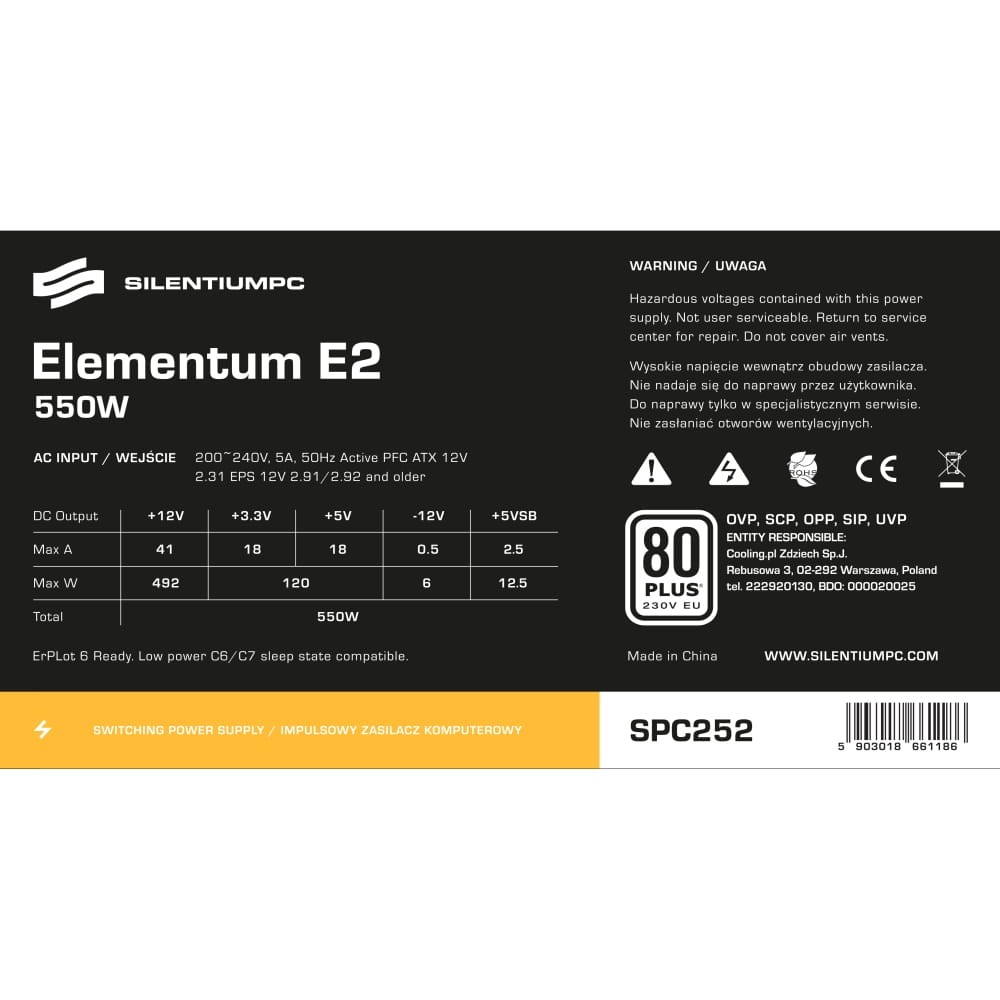 SILENTIUMPC
Elementum E2
550W
AC INPUT / WEJŚCIE 200~240V, 5A, 50Hz Active PFC ATX 12V
2.31 EPS 12V 2.91/2.92 and older
DC Output +12V +3.3V +5V -12V +5VSB
Max A 41 18 18 0.5 2.5
Max W 492 120 6 12.5
Total 550W
ErPLot 6 Ready. Low power C6/C7 sleep state compatible.
WARNING / UWAGA
Hazardous voltages contained with this power
supply. Not user serviceable. Return to service
center for repair. Do not cover air vents.
Wysokie napięcie wewnątrz obudowy zasilacza.
Nie nadaje się do naprawy przez użytkownika.
Do naprawy tylko w specjalistycznym serwisie.
Nie zasłaniać otworów wentylacyjnych.
ROHS
CE
80
PLUS®
230V EU
OVP, SCP, OPP, SIP, UVP
ENTITY RESPONSIBLE:
Cooling.pl Zdziech Sp.J.
Rebusowa 3, 02-292 Warszawa, Poland
tel. 222920130, BDO: 000020025
Made in China WWW.SILENTIUMPC.COM
SWITCHING POWER SUPPLY / IMPULSOWY ZASILACZ KOMPUTEROWY
SPC252
5 903018 661186